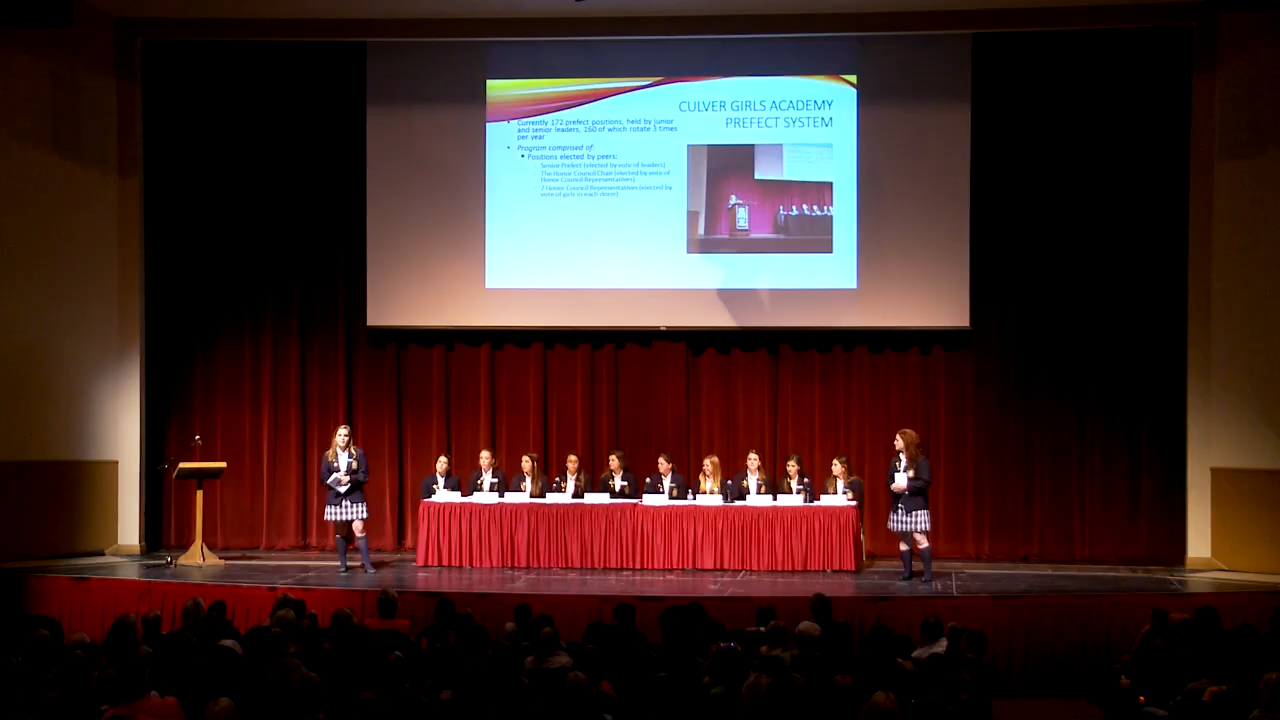 CULVER GIRLS ACADEMY
PREFECT SYSTEM
• Currently 172 prefect positions, held by junior
and senior leaders, 160 of which rotate 3 times
per year
• Program comprised of:
▪ Positions elected by peers:
Senior Prefect (elected by vote of leaders)
The Honor Council Chair (elected by vote of
Honor Council Representatives)
7 Honor Council Representatives (elected by
vote of girls in each dorm)